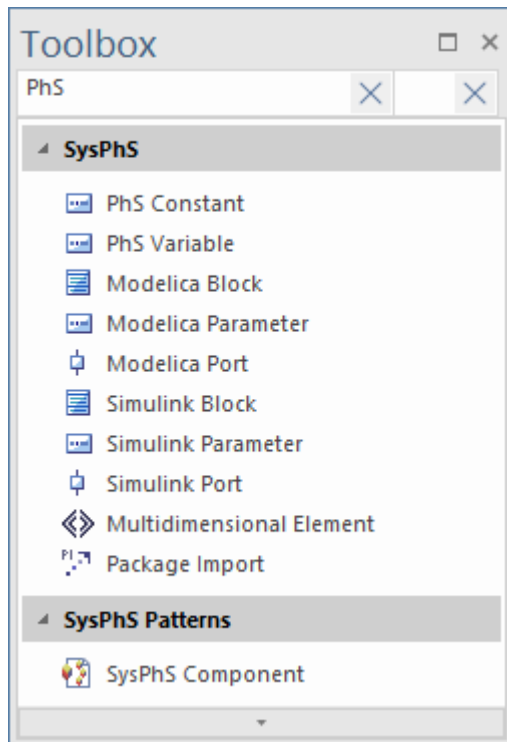 Toolbox
PhS
SysPhS
PhS Constant
PhS Variable
Modelica Block
Modelica Parameter
Modelica Port
Simulink Block
Simulink Parameter
Simulink Port
Multidimensional Element
PI
Package Import
SysPhS Patterns
SysPhS Component